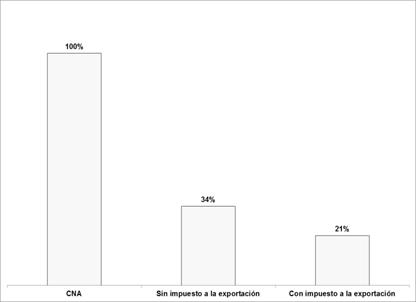 100%
34%
21%
CNA
Sin impuesto a la exportación
Con impuesto a la exportación